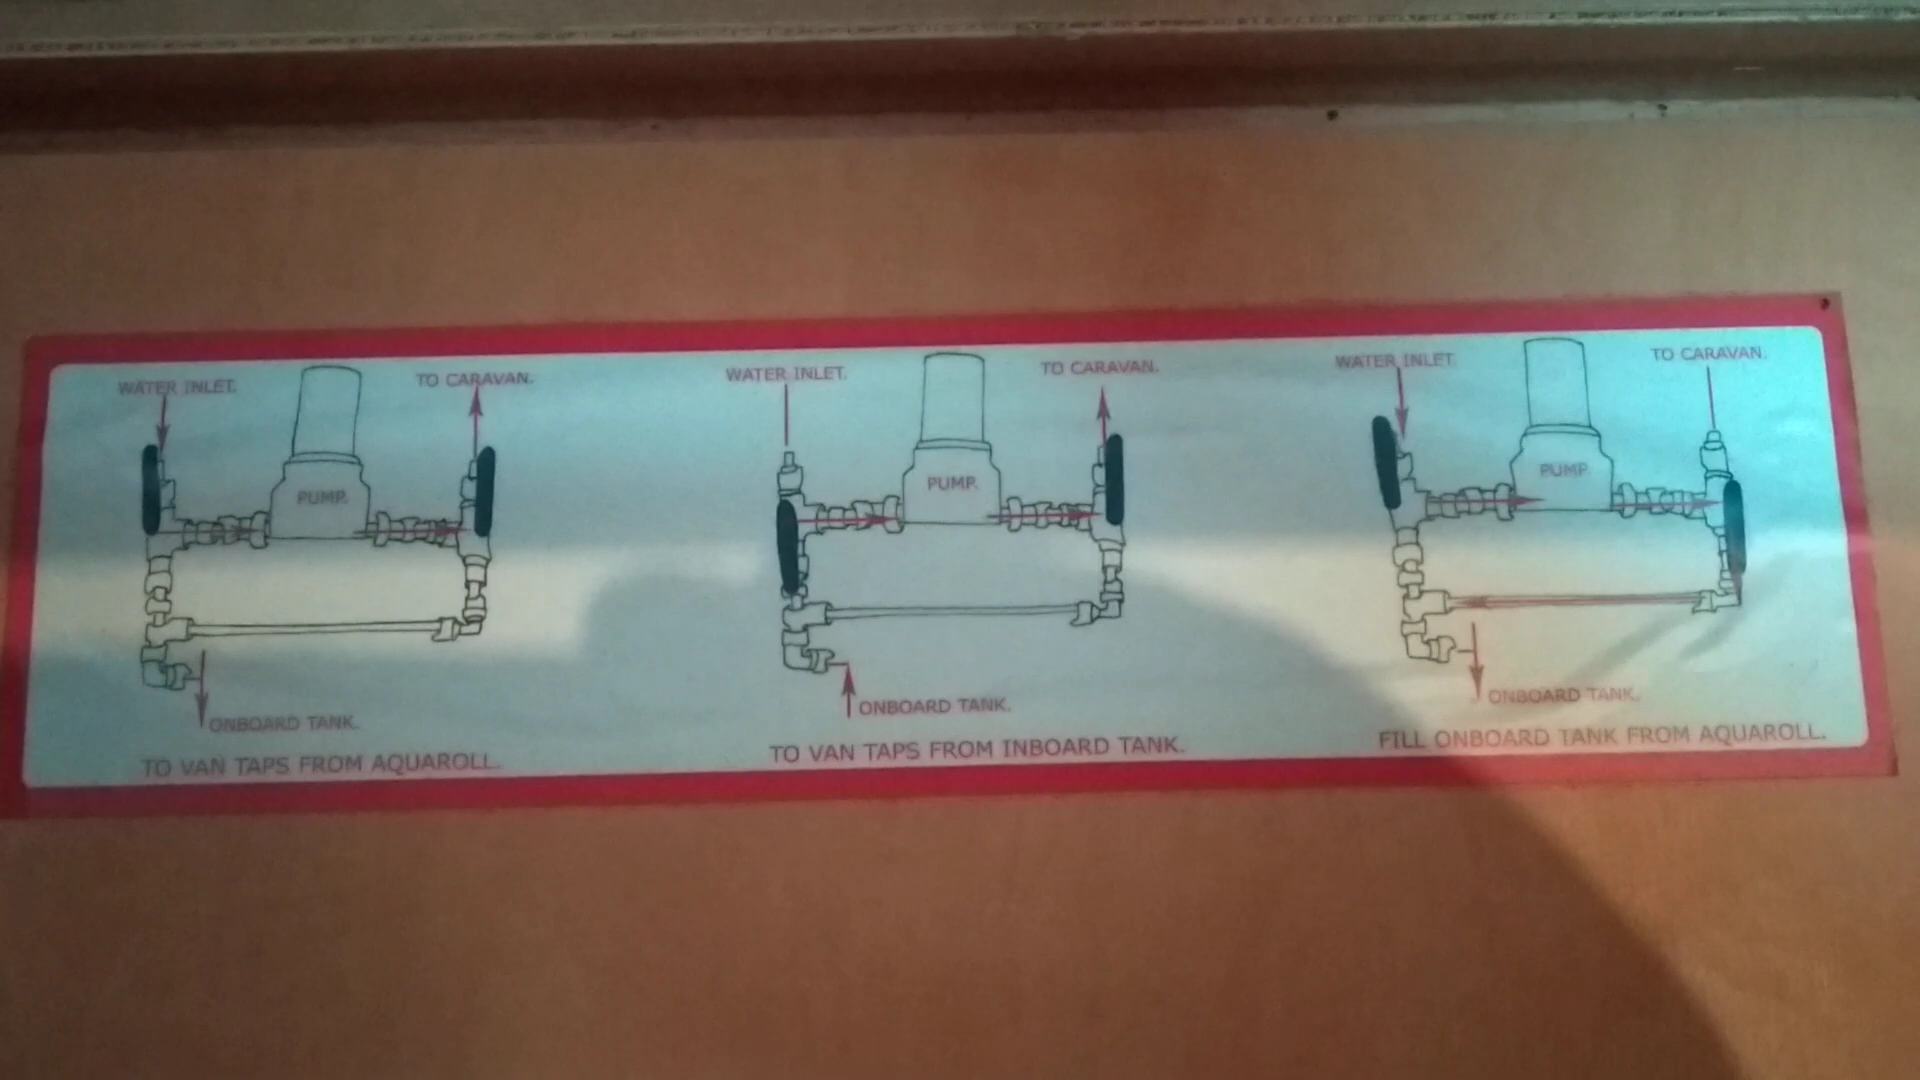 WATER INLET.
TO CARAVAN.
PUMP.
ONBOARD TANK.
TO VAN TAPS FROM AQUAROLL.
WATER INLET.
TO CARAVAN.
PUMP.
ONBOARD TANK.
TO VAN TAPS FROM INBOARD TANK.
WATER INLET.
TO CARAVAN.
PUMP.
ONBOARD TANK.
FILL ONBOARD TANK FROM AQUAROLL.